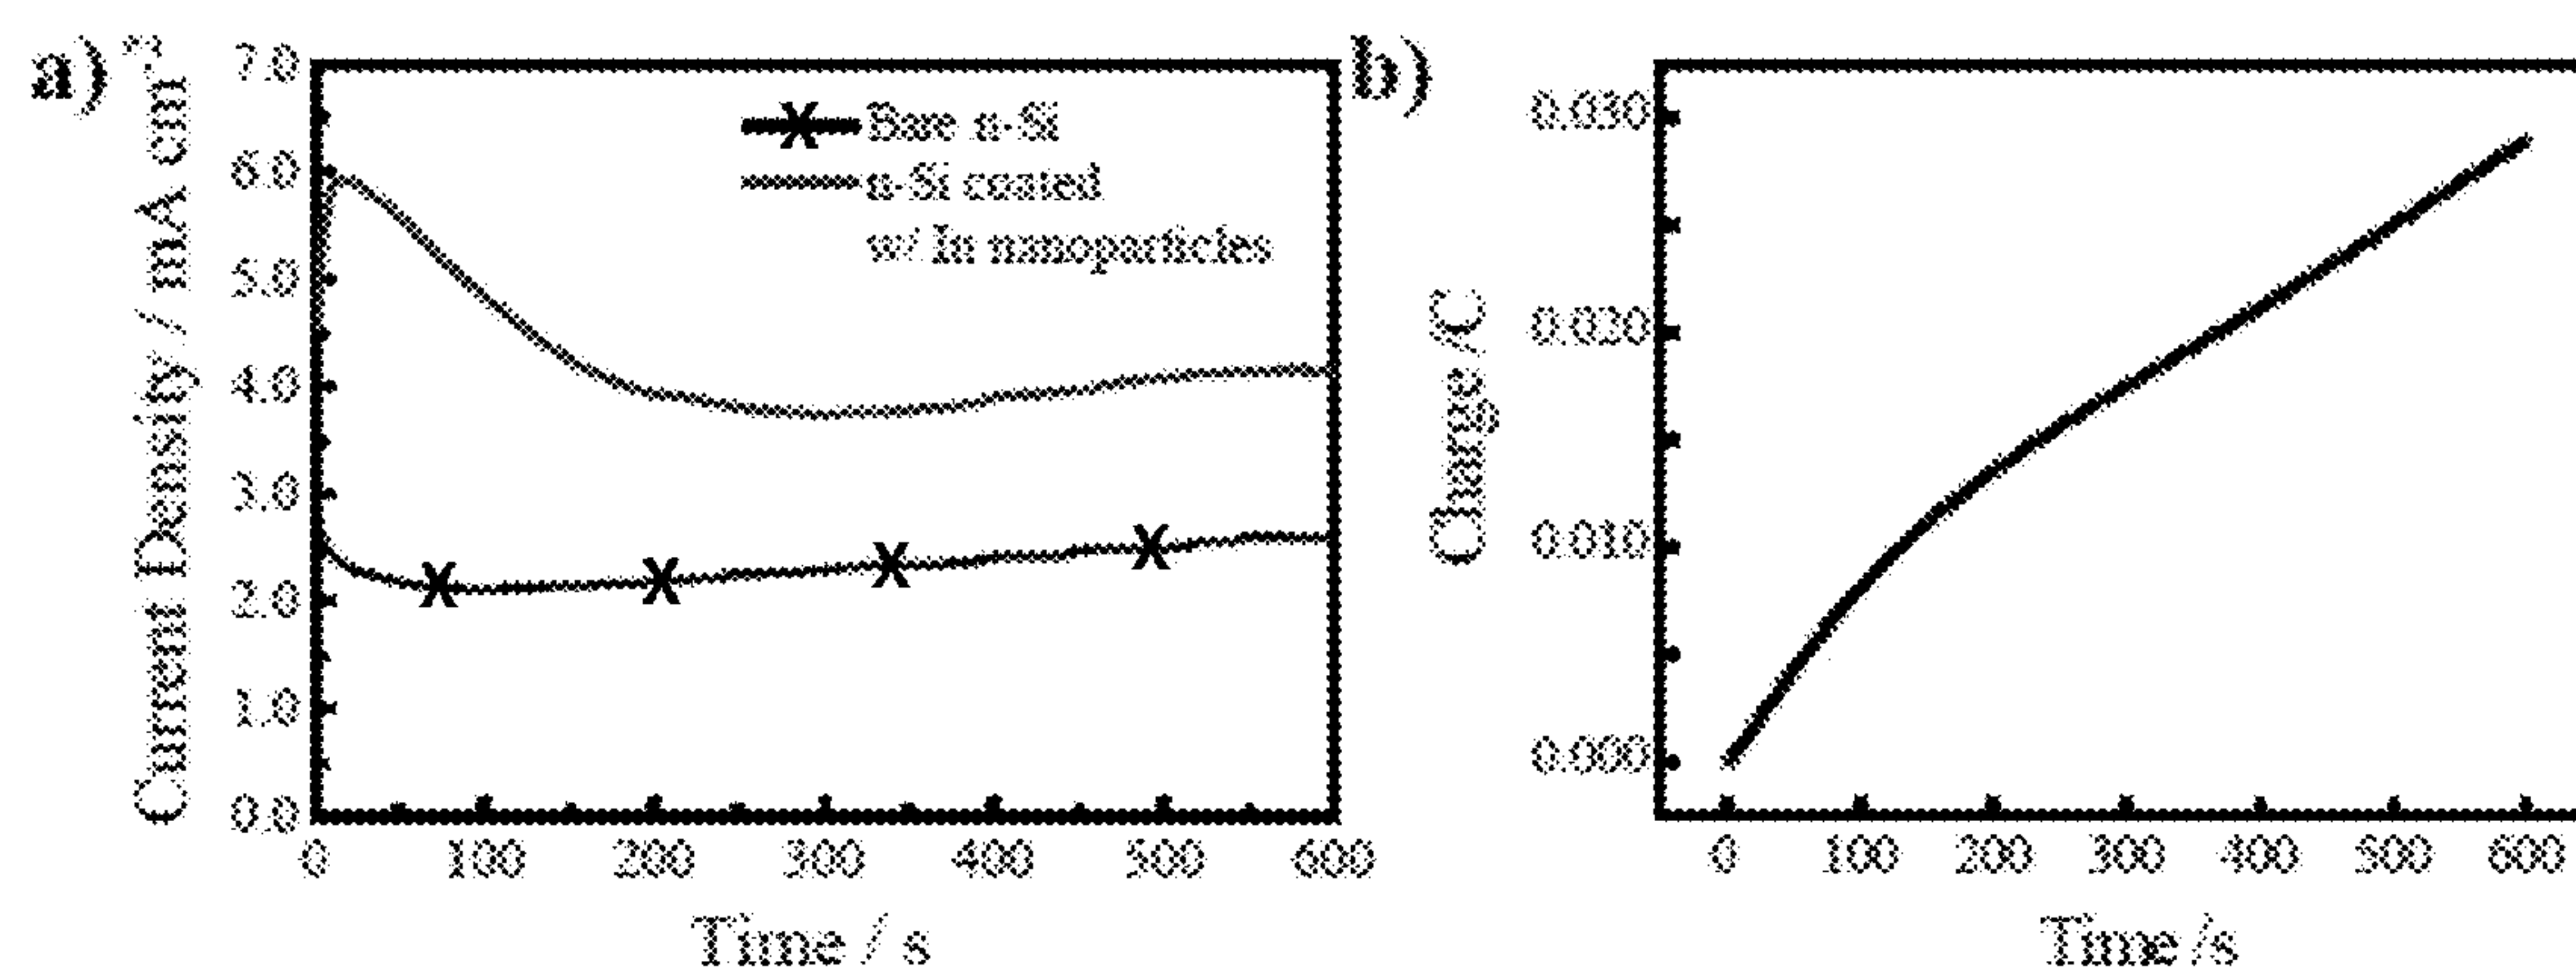 a)
Current Density / mA cm⁻²
7.0
6.0
5.0
4.0
3.0
2.0
1.0
0.0
Bare n-Si
n-Si coated
w/ In nanoparticles
0 100 200 300 400 500 600
Time / s
b)
Charge /C
0.030
0.020
0.010
0.000
0 100 200 300 400 500 600
Time /s